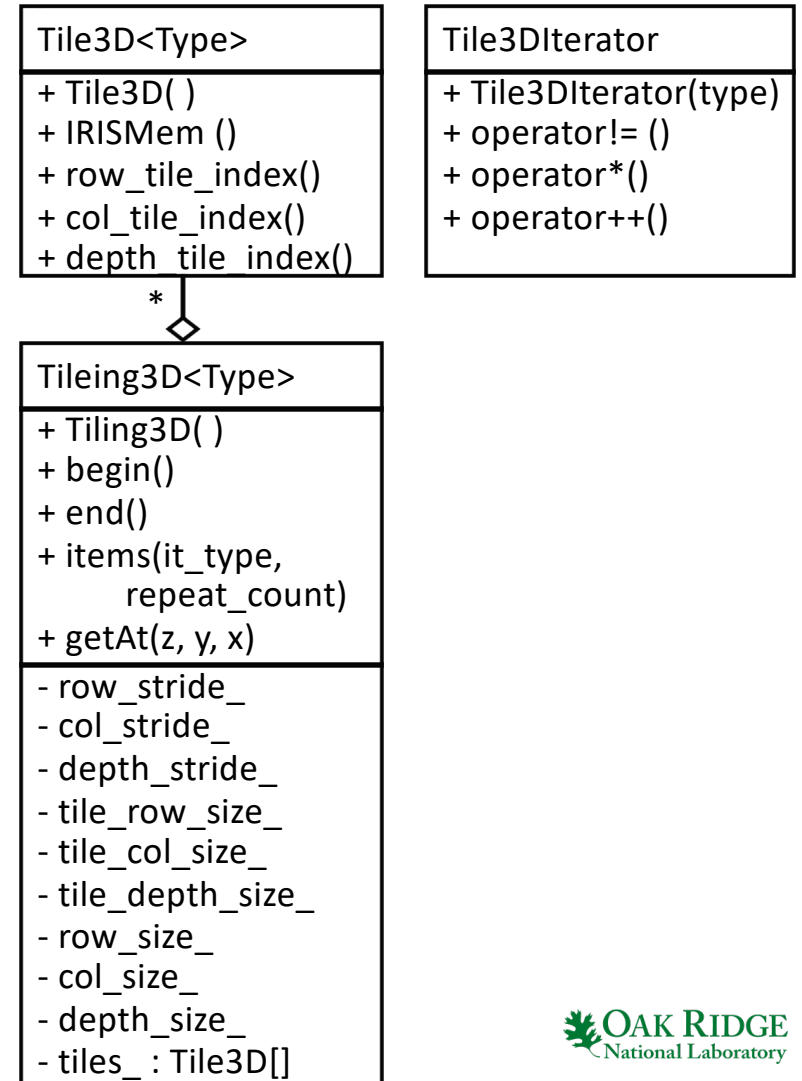 Tile3D<Type>
+ Tile3D( )
+ IRISMem ()
+ row_tile_index()
+ col_tile_index()
+ depth_tile_index()
Tile3DIterator
+ Tile3DIterator(type)
+ operator!= ()
+ operator*()
+ operator++()
*
Tileing3D<Type>
+ Tiling3D( )
+ begin()
+ end()
+ items(it_type,
repeat_count)
+ getAt(z, y, x)
- row_stride_
- col_stride_
- depth_stride_
- tile_row_size_
- tile_col_size_
- tile_depth_size_
- row_size_
- col_size_
- depth_size_
- tiles_ : Tile3D[]
OAK RIDGE
National Laboratory